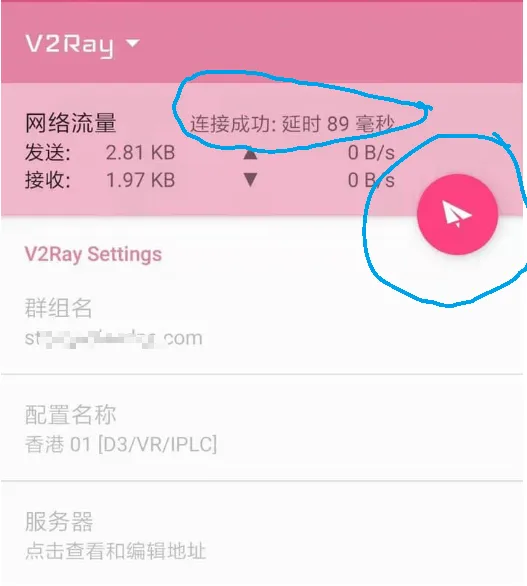 V2Ray
网络流量 连接成功: 延时 89 毫秒
发送: 2.81 KB ▲ 0 B/s
接收: 1.97 KB ▼ 0 B/s
V2Ray Settings
群组名
.com
配置名称
香港 01 [D3/VR/IPLC]
服务器
点击查看和编辑地址